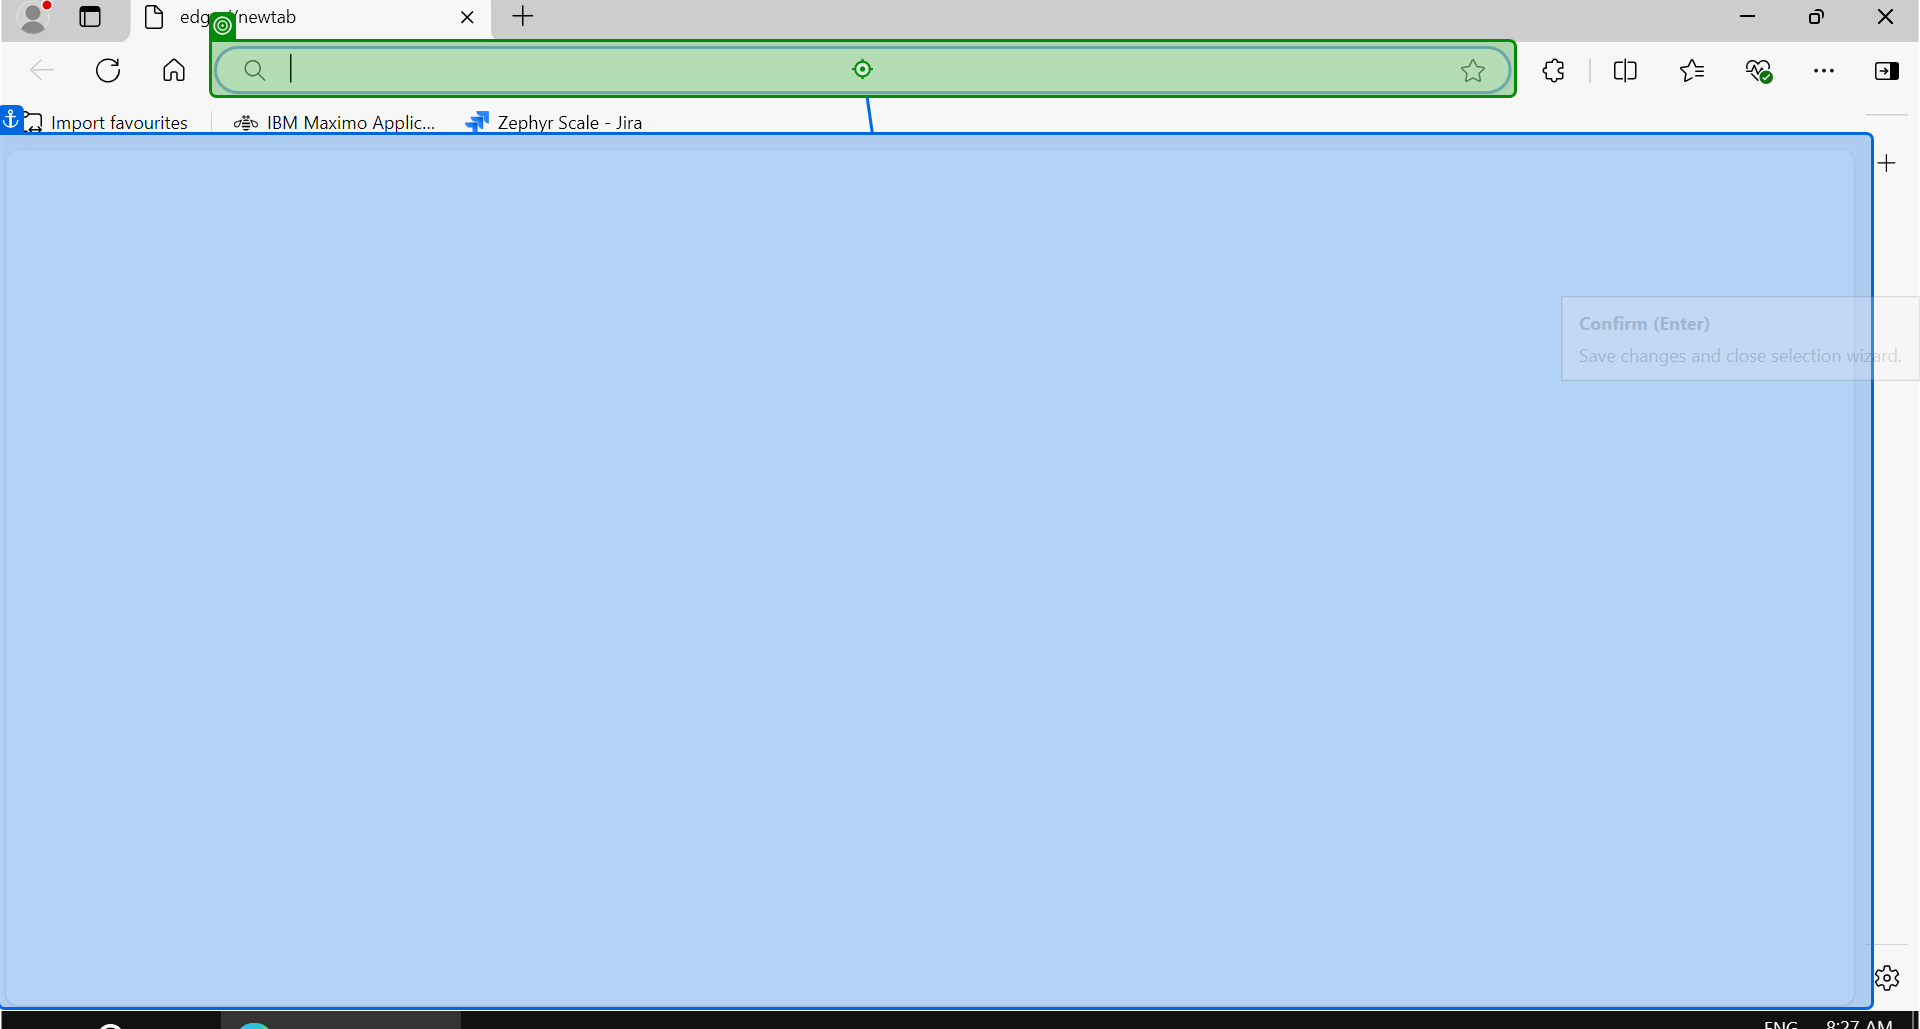 edg /newtab
Import favourites
IBM Maximo Applic...
Zephyr Scale - Jira
Confirm (Enter)
Save changes and close selection wizard.
ENG
8:27 AM